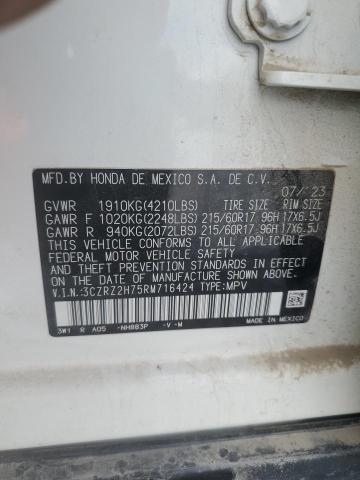 MFD.BY HONDA DE MEXICO S.A. DE C.V. 07/23
GVWR 1910KG(4210LBS) TIRE SIZE RIM SIZE
GAWR F 1020KG(2248LBS) 215/60R17 96H 17X6.5J
GAWR R 940KG(2072LBS) 215/60R17 96H 17X6.5J
THIS VEHICLE CONFORMS TO ALL APPLICABLE
FEDERAL MOTOR VEHICLE SAFETY
AND THEFT PREVENTION STANDARDS IN EFFECT
ON THE DATE OF MANUFACTURE SHOWN ABOVE.
V.I.N.:3CZRZ2H75RM716424 TYPE:MPV
3W1 R A05 -NH883P -V-M
MADE IN MEXICO